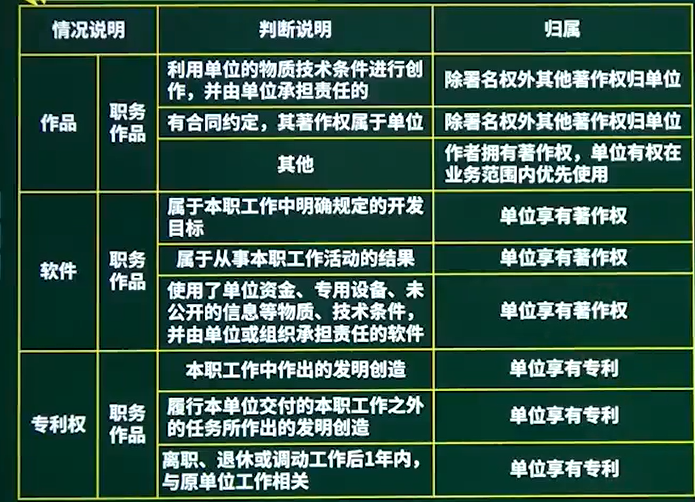 情况说明
判断说明
归属
作品
职务
作品
利用单位的物质技术条件进行创
作，并由单位承担责任的
除署名权外其他著作权归单位
有合同约定，其著作权属于单位
除署名权外其他著作权归单位
其他
作者拥有著作权，单位有权在
业务范围内优先使用
软件
职务
作品
属于本职工作中明确规定的开发
目标
单位享有著作权
属于从事本职工作活动的结果
单位享有著作权
使用了单位资金、专用设备、未
公开的信息等物质、技术条件，
并由单位或组织承担责任的软件
单位享有著作权
专利权
职务
作品
本职工作中作出的发明创造
单位享有专利
履行本单位交付的本职工作之外
的任务所作出的发明创造
单位享有专利
离职、退休或调动工作后1年内，
与原单位工作相关
单位享有专利